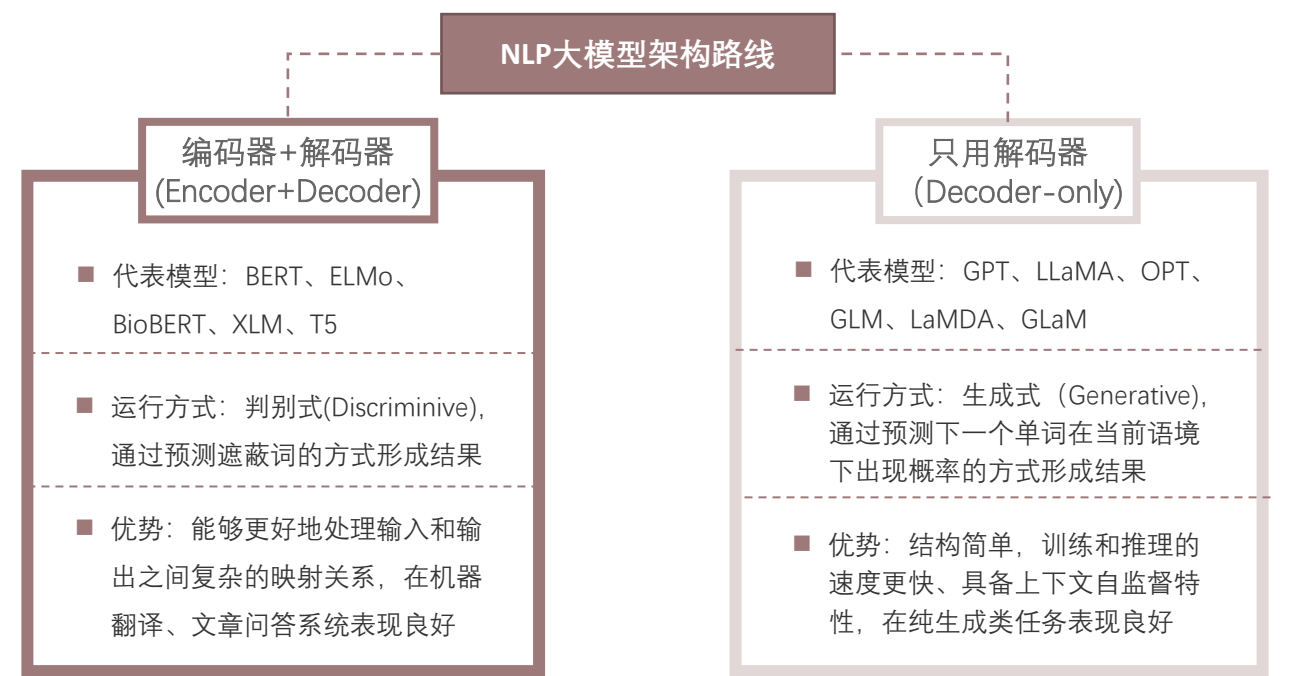 NLP大模型架构路线
编码器+解码器
(Encoder+Decoder)
■ 代表模型：BERT、ELMo、
BioBERT、XLM、T5
■ 运行方式：判别式(Discriminive),
通过预测遮蔽词的方式形成结果
■ 优势：能够更好地处理输入和输
出之间复杂的映射关系，在机器
翻译、文章问答系统表现良好
只用解码器
（Decoder-only)
■ 代表模型：GPT、LLaMA、OPT、
GLM、LaMDA、GLaM
■ 运行方式：生成式（Generative),
通过预测下一个单词在当前语境
下出现概率的方式形成结果
■ 优势：结构简单，训练和推理的
速度更快、具备上下文自监督特
性，在纯生成类任务表现良好